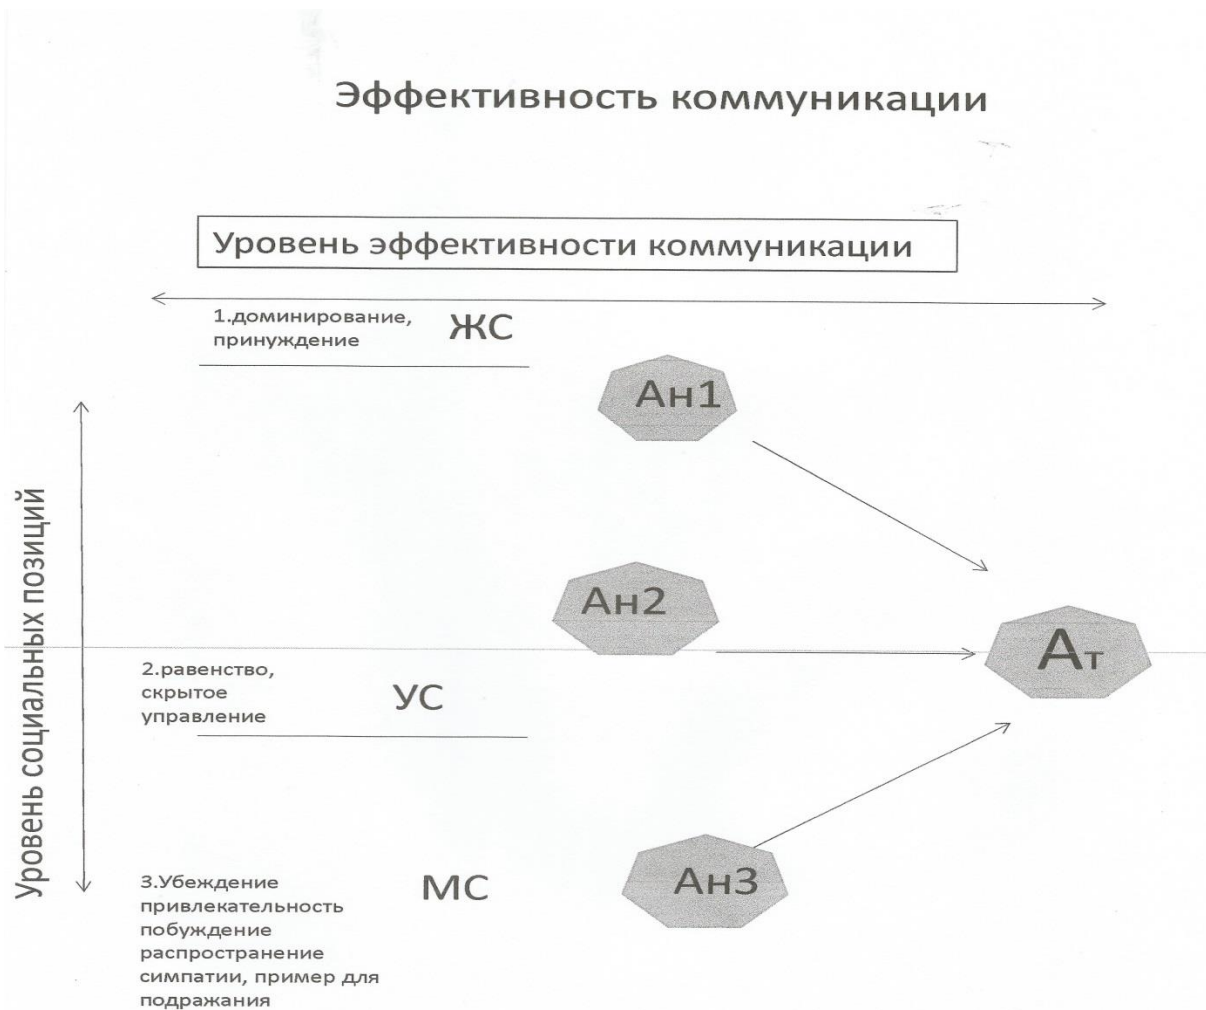 Эффективность коммуникации
Уровень эффективности коммуникации
1.доминирование,
принуждение
ЖС
Ан1
Уровень социальных позиций
Ан2
Ат
2.равенство,
скрытое
управление
УС
3.Убеждение
привлекательность
побуждение
распространение
симпатии, пример для
подражания
МС
Ан3